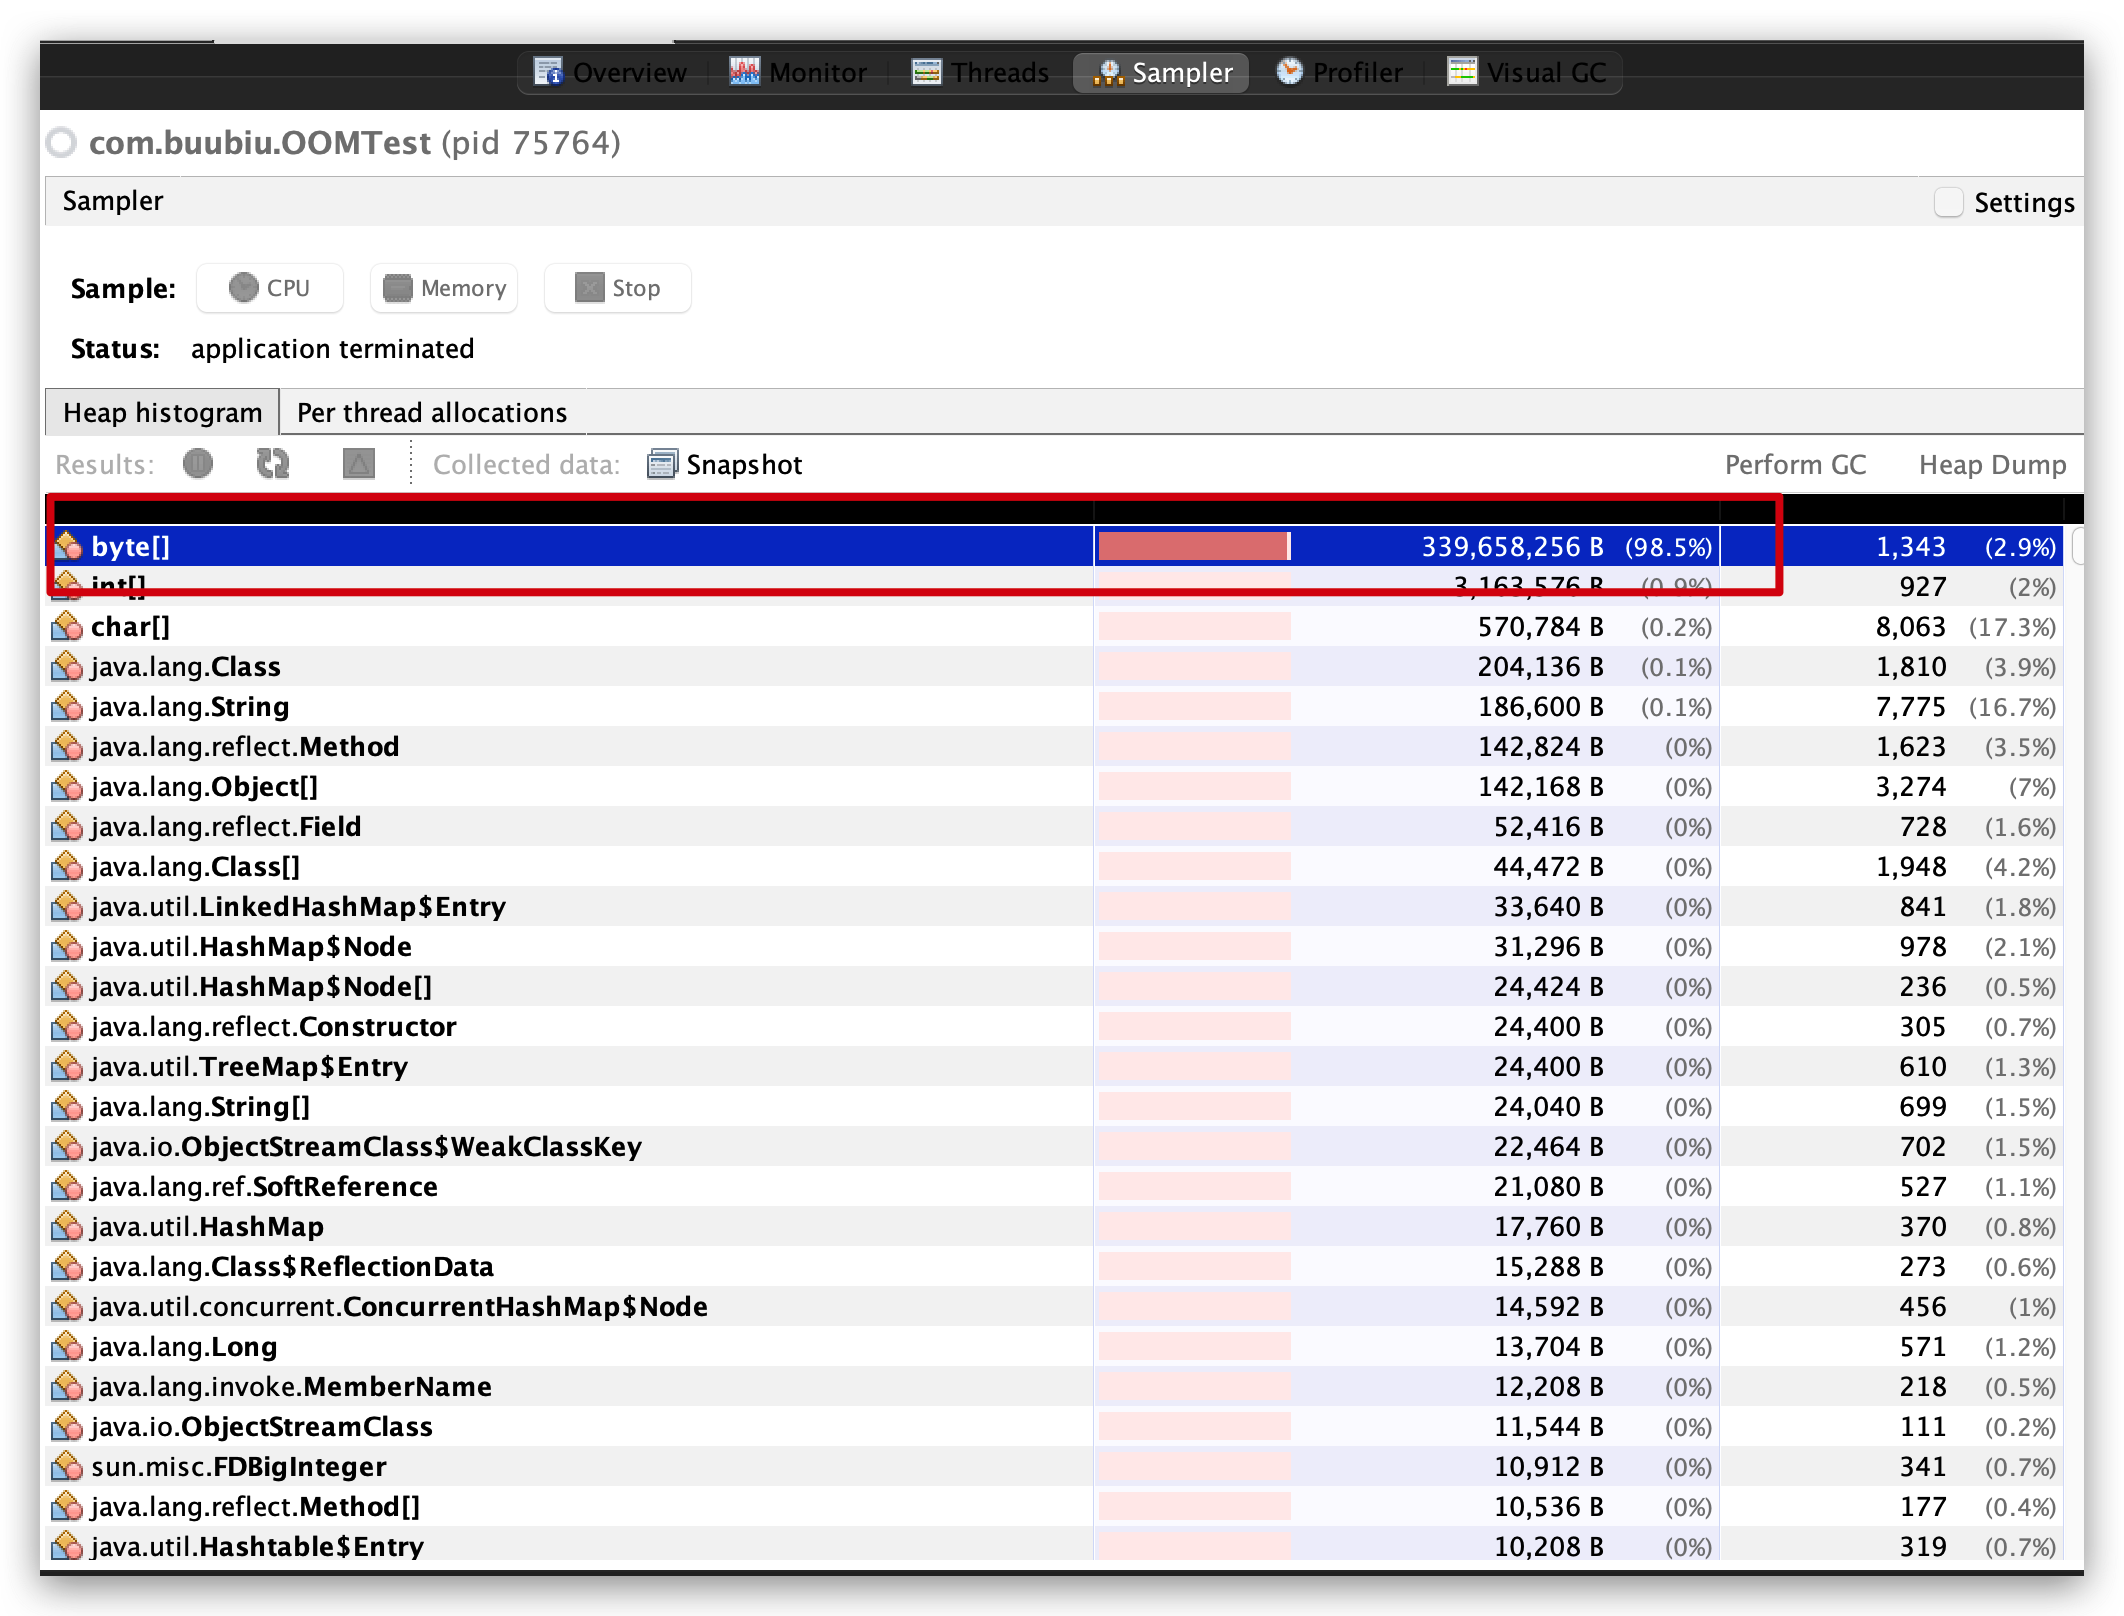 Overview Monitor Threads Sampler Profiler Visual GC
com.buubiu.OOMTest (pid 75764)
Sampler Settings
Sample: CPU Memory Stop
Status: application terminated
Heap histogram Per thread allocations
Results: Collected data: Snapshot Perform GC Heap Dump
byte[] 339,658,256 B (98.5%) 1,343 (2.9%)
int[] 3,163,576 B (0.9%) 927 (2%)
char[] 570,784 B (0.2%) 8,063 (17.3%)
java.lang.Class 204,136 B (0.1%) 1,810 (3.9%)
java.lang.String 186,600 B (0.1%) 7,775 (16.7%)
java.lang.reflect.Method 142,824 B (0%) 1,623 (3.5%)
java.lang.Object[] 142,168 B (0%) 3,274 (7%)
java.lang.reflect.Field 52,416 B (0%) 728 (1.6%)
java.lang.Class[] 44,472 B (0%) 1,948 (4.2%)
java.util.LinkedHashMap$Entry 33,640 B (0%) 841 (1.8%)
java.util.HashMap$Node 31,296 B (0%) 978 (2.1%)
java.util.HashMap$Node[] 24,424 B (0%) 236 (0.5%)
java.lang.reflect.Constructor 24,400 B (0%) 305 (0.7%)
java.util.TreeMap$Entry 24,400 B (0%) 610 (1.3%)
java.lang.String[] 24,040 B (0%) 699 (1.5%)
java.io.ObjectStreamClass$WeakClassKey 22,464 B (0%) 702 (1.5%)
java.lang.ref.SoftReference 21,080 B (0%) 527 (1.1%)
java.util.HashMap 17,760 B (0%) 370 (0.8%)
java.lang.Class$ReflectionData 15,288 B (0%) 273 (0.6%)
java.util.concurrent.ConcurrentHashMap$Node 14,592 B (0%) 456 (1%)
java.lang.Long 13,704 B (0%) 571 (1.2%)
java.lang.invoke.MemberName 12,208 B (0%) 218 (0.5%)
java.io.ObjectStreamClass 11,544 B (0%) 111 (0.2%)
sun.misc.FDBigInteger 10,912 B (0%) 341 (0.7%)
java.lang.reflect.Method[] 10,536 B (0%) 177 (0.4%)
java.util.Hashtable$Entry 10,208 B (0%) 319 (0.7%)